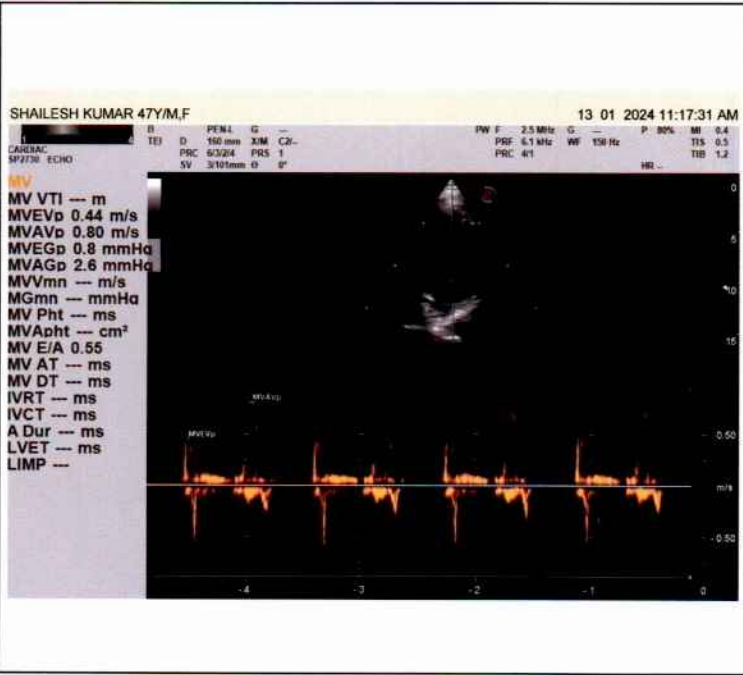 SHAILESH KUMAR 47Y/M,F 13 01 2024 11:17:31 AM
B PEN-L G -- PW F 2.5 MHz G -- P 80% MI 0.4
TEI D 160 mm X/M C2/-- PRF 6.1 kHz WF 150 Hz TIS 0.5
PRC 6/3/2/4 PRS 1 PRC 4/1 TIB 1.2
SV 3/101mm Θ 0° HR --
CARDIAC
SP2730 ECHO
MV
MV VTI --- m
MVEVp 0.44 m/s
MVAVp 0.80 m/s
MVEGp 0.8 mmHg
MVAGp 2.6 mmHg
MVVmn --- m/s
MGmn --- mmHg
MV Pht --- ms
MVApht --- cm²
MV E/A 0.55
MV AT --- ms
MV DT --- ms
IVRT --- ms
IVCT --- ms
A Dur --- ms
LVET --- ms
LIMP ---
0
5
10
15
MVAVp
MVEVp
0.50
m/s
-0.50
-4 -3 -2 -1 0